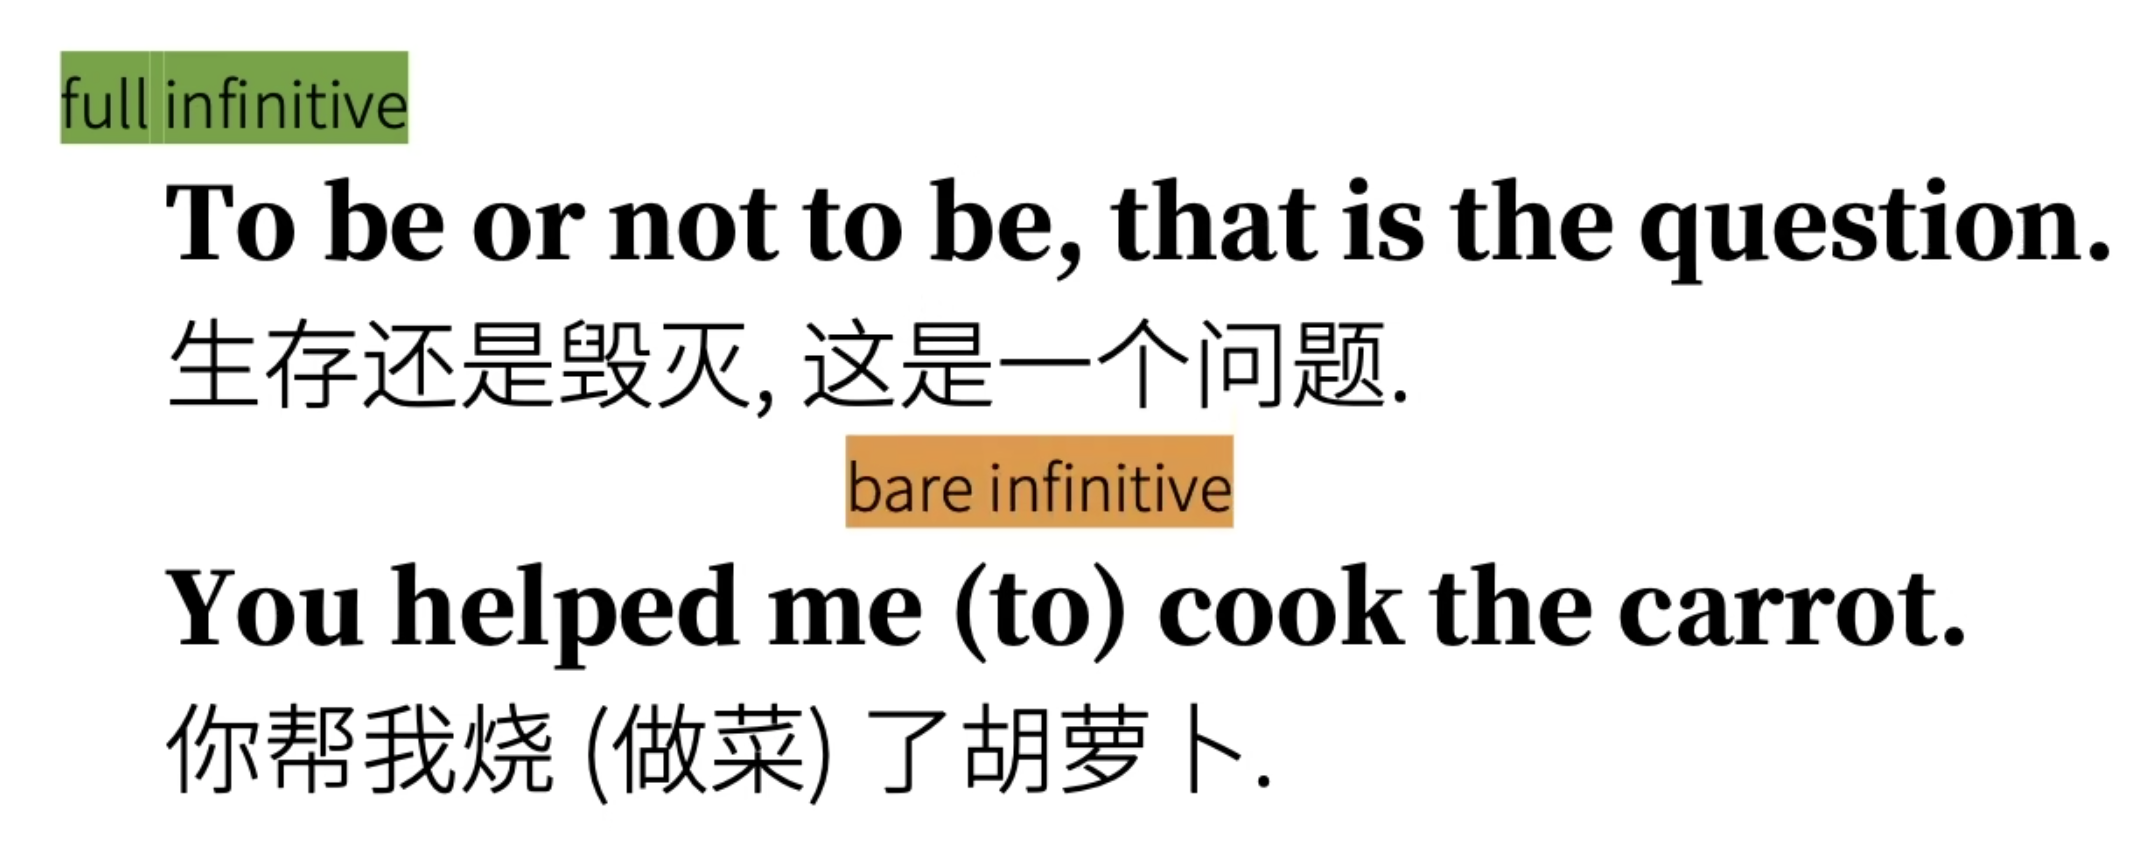 full infinitive
To be or not to be, that is the question.
生存还是毁灭, 这是一个问题.
bare infinitive
You helped me (to) cook the carrot.
你帮我烧 (做菜) 了胡萝卜.